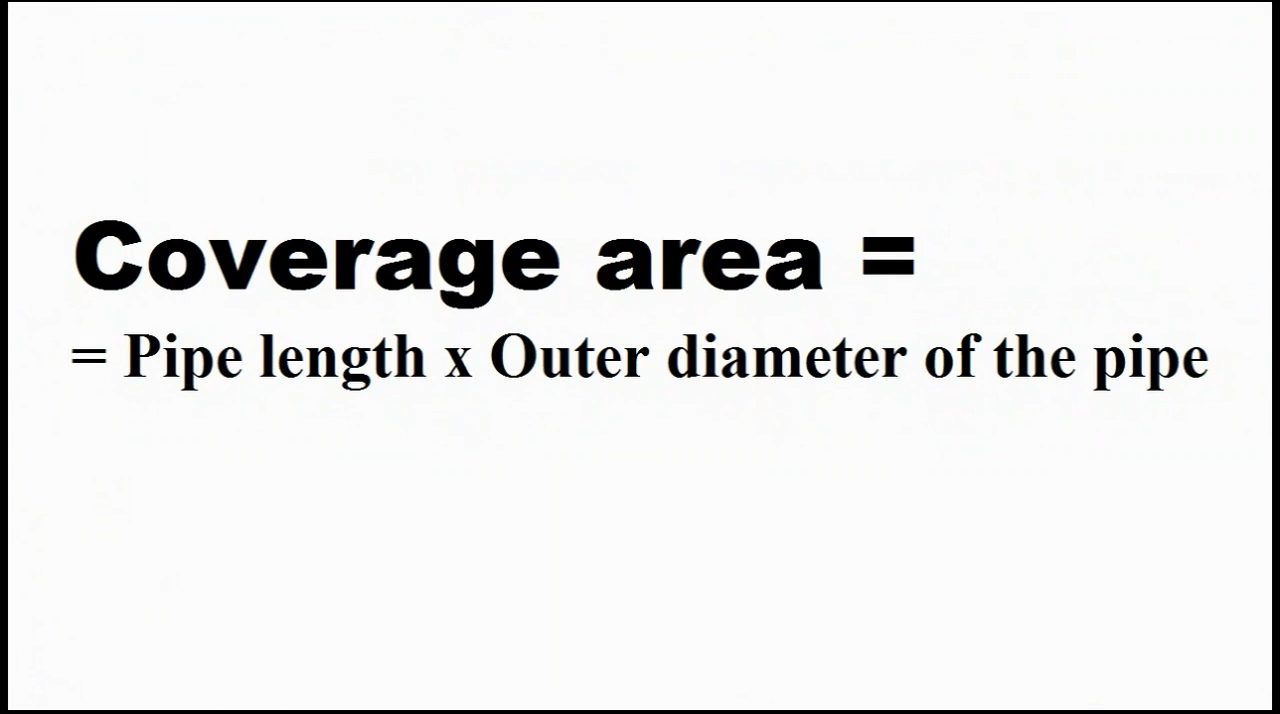 Coverage area =
= Pipe length x Outer diameter of the pipe